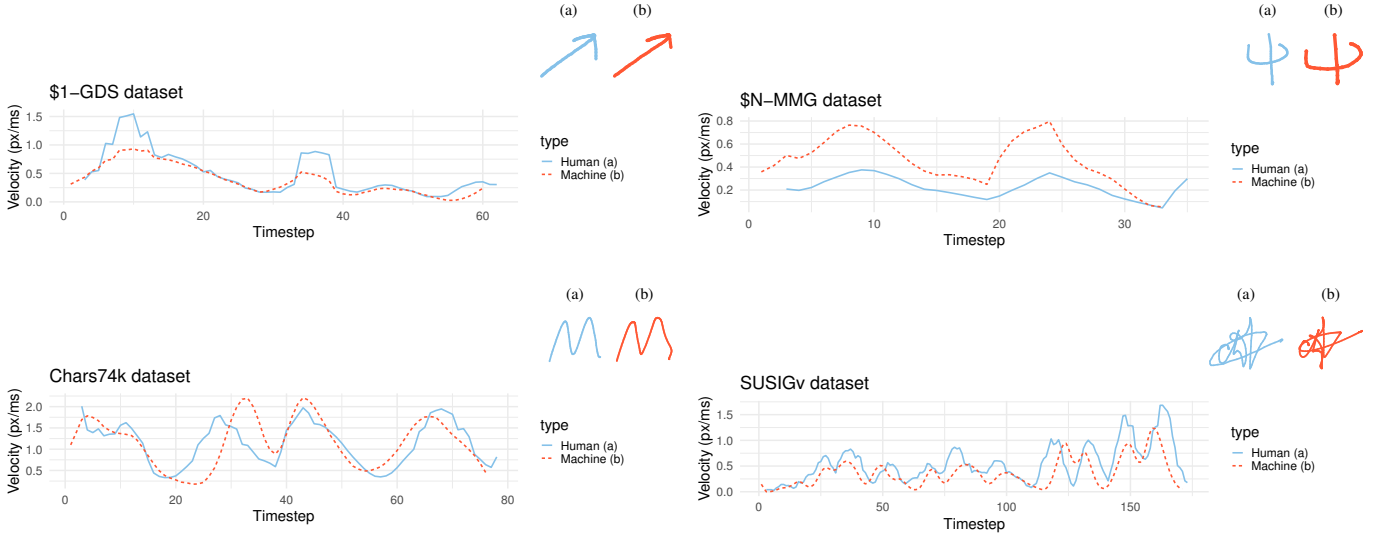 (a) (b)
$1−GDS dataset
Velocity (px/ms)
1.5
1.0
0.5
0.0
0 20 40 60
Timestep
type
Human (a)
Machine (b)
(a) (b)
$N−MMG dataset
Velocity (px/ms)
0.8
0.6
0.4
0.2
0 10 20 30
Timestep
type
Human (a)
Machine (b)
(a) (b)
Chars74k dataset
Velocity (px/ms)
2.0
1.5
1.0
0.5
0 20 40 60 80
Timestep
type
Human (a)
Machine (b)
(a) (b)
SUSIGv dataset
Velocity (px/ms)
1.5
1.0
0.5
0.0
0 50 100 150
Timestep
type
Human (a)
Machine (b)